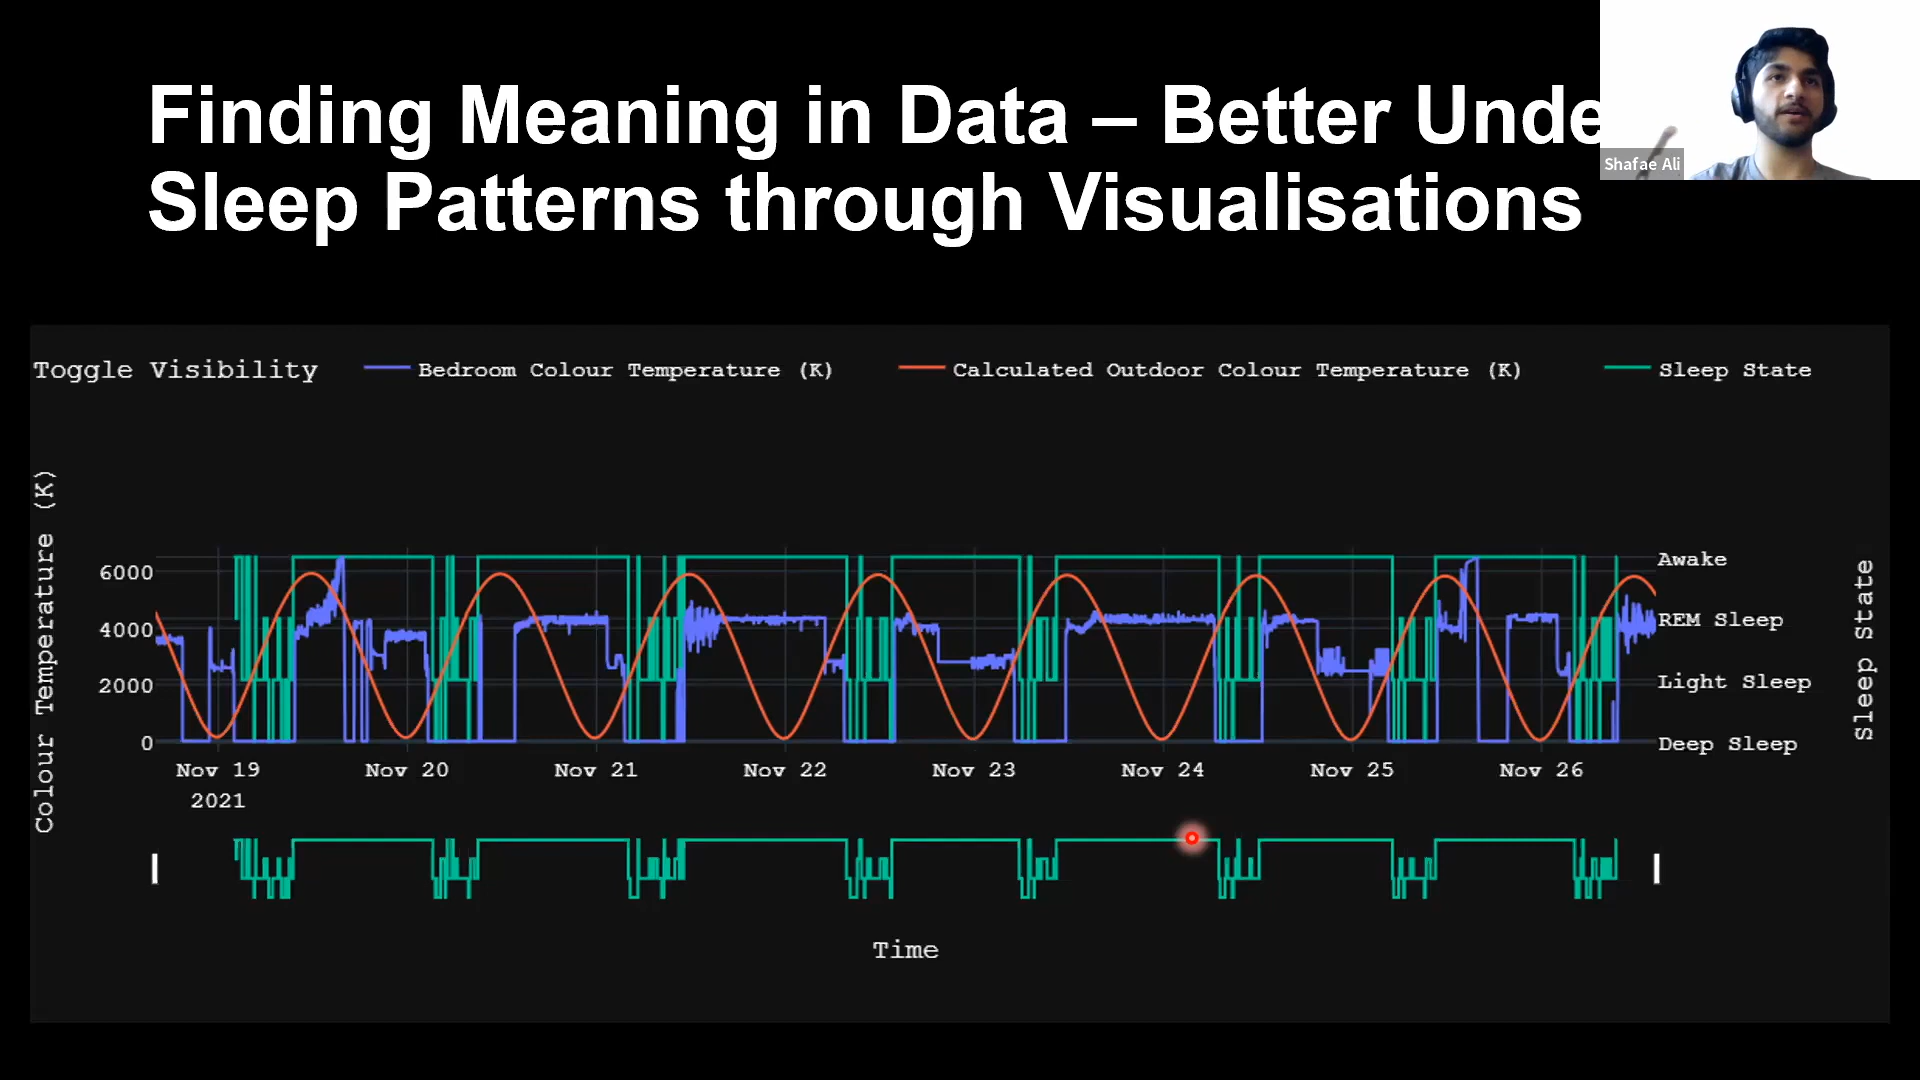 Finding Meaning in Data – Better Unde
Sleep Patterns through Visualisations
Shafae Ali
Toggle Visibility
Bedroom Colour Temperature (K)
Calculated Outdoor Colour Temperature (K)
Sleep State
Colour Temperature (K)
6000
4000
2000
0
Awake
REM Sleep
Light Sleep
Deep Sleep
Sleep State
Nov 19 Nov 20 Nov 21 Nov 22 Nov 23 Nov 24 Nov 25 Nov 26
2021
Time